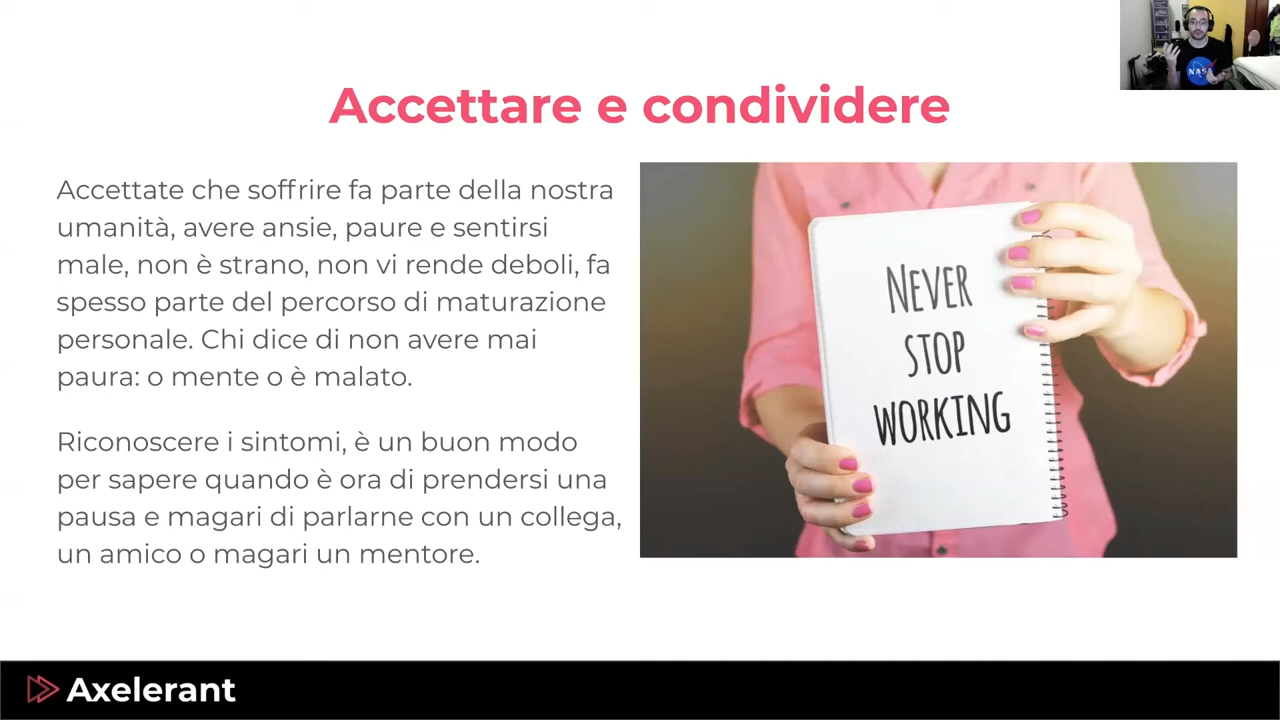 Accettare e condividere
Accettate che soffrire fa parte della nostra
umanità, avere ansie, paure e sentirsi
male, non è strano, non vi rende deboli, fa
spesso parte del percorso di maturazione
personale. Chi dice di non avere mai
paura: o mente o è malato.
Riconoscere i sintomi, è un buon modo
per sapere quando è ora di prendersi una
pausa e magari di parlarne con un collega,
un amico o magari un mentore.
NEVER
STOP
WORKING
NASA
Axelerant